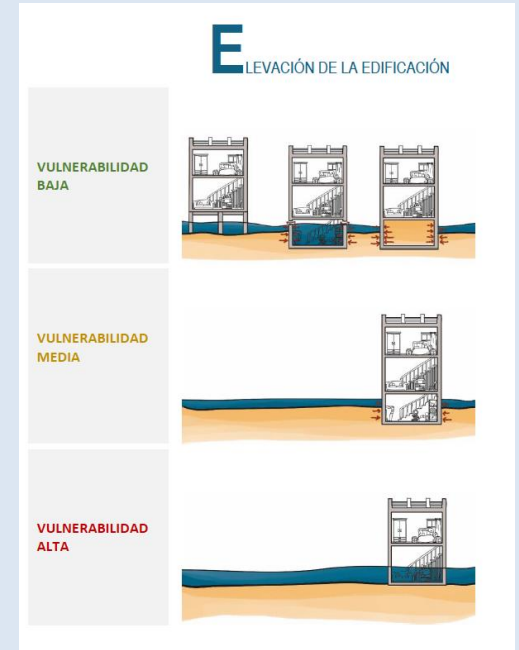 ELEVACIÓN DE LA EDIFICACIÓN
VULNERABILIDAD
BAJA
VULNERABILIDAD
MEDIA
VULNERABILIDAD
ALTA